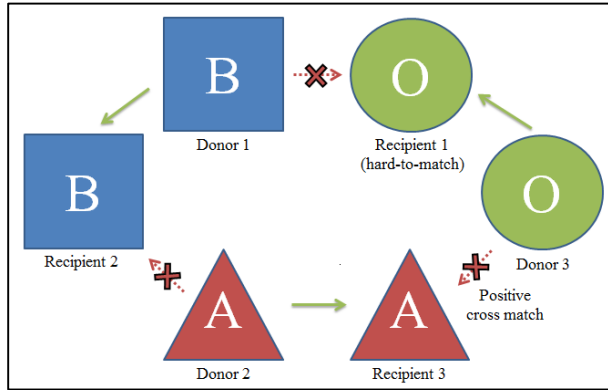 B
O
Donor 1
Recipient 1
(hard-to-match)
B
O
Recipient 2
Donor 3
A
A
Positive
cross match
Donor 2
Recipient 3